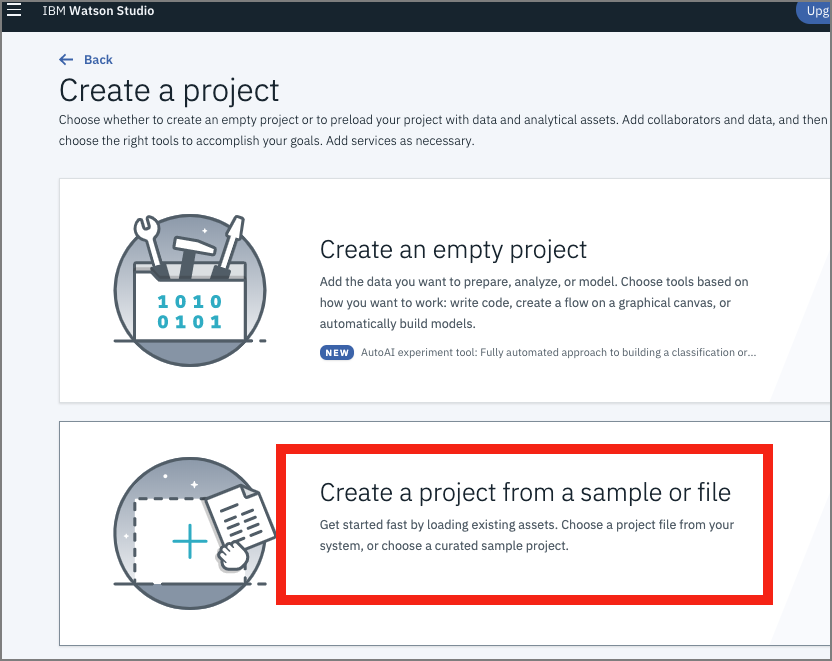 IBM Watson Studio
Upg
Back
Create a project
Choose whether to create an empty project or to preload your project with data and analytical assets. Add collaborators and data, and then
choose the right tools to accomplish your goals. Add services as necessary.
1010
0101
Create an empty project
Add the data you want to prepare, analyze, or model. Choose tools based on
how you want to work: write code, create a flow on a graphical canvas, or
automatically build models.
NEW AutoAI experiment tool: Fully automated approach to building a classification or...
Create a project from a sample or file
Get started fast by loading existing assets. Choose a project file from your
system, or choose a curated sample project.